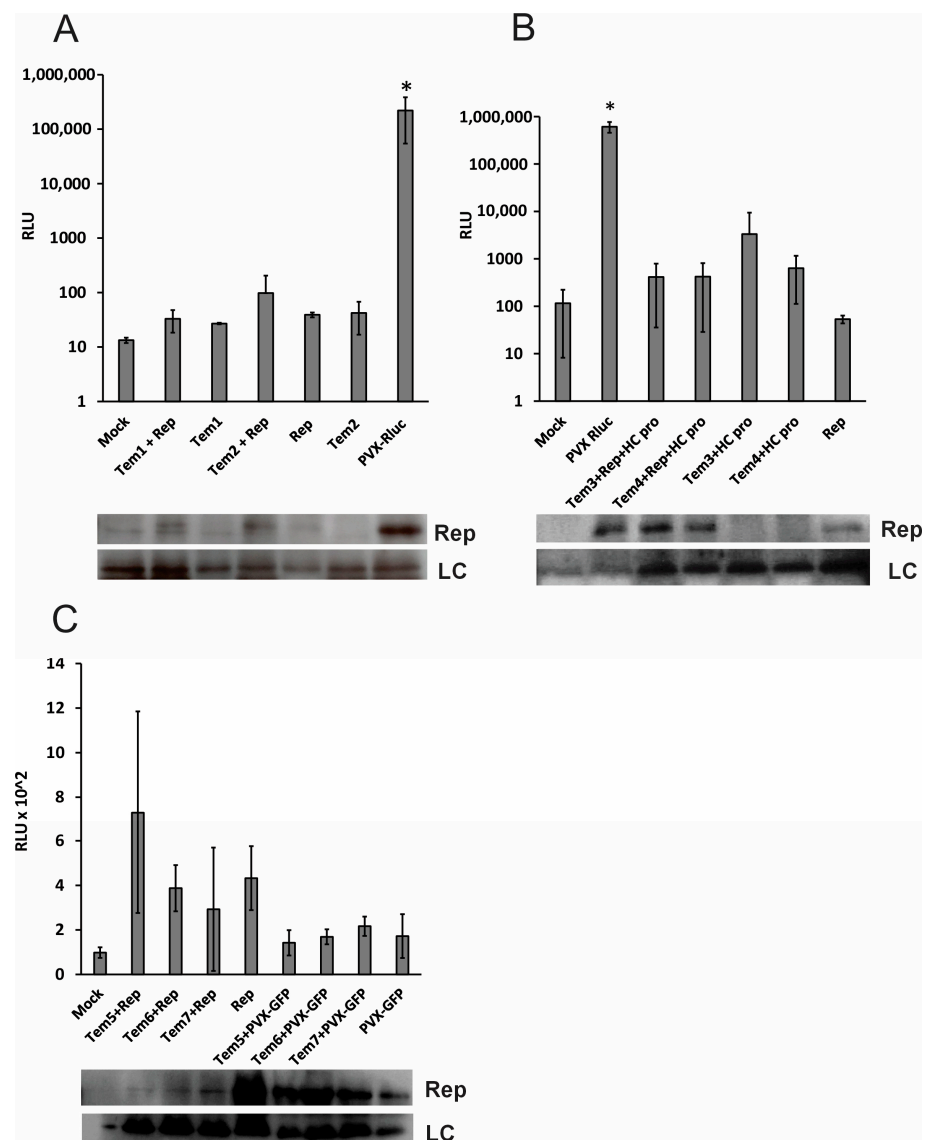 A
1,000,000
100,000
10,000
1000
100
10
1
RLU
*
Mock
Tem1 + Rep
Tem1
Tem2 + Rep
Rep
Tem2
PVX-Rluc
Rep
LC
B
1,000,000
100,000
10,000
1000
100
10
1
RLU
*
Mock
PVX Rluc
Tem3+Rep+HC pro
Tem4+Rep+HC pro
Tem3+HC pro
Tem4+HC pro
Rep
Rep
LC
C
14
12
10
8
6
4
2
0
RLU x 10^2
Mock
Tem5+Rep
Tem6+Rep
Tem7+Rep
Rep
Tem5+PVX-GFP
Tem6+PVX-GFP
Tem7+PVX-GFP
PVX-GFP
Rep
LC